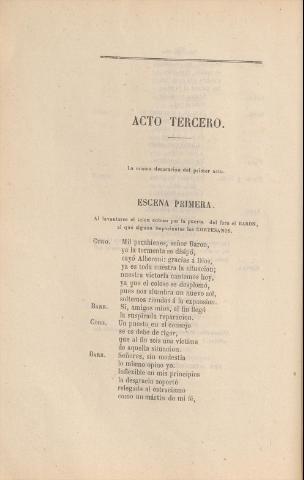 ACTO TERCERO.
La misma decoracion del primer acto.
ESCENA PRIMERA.
Al levantarse el telon entran por la puerta del foro el BARON,
al que siguen los CORTESANOS.
CORO. Mil parabienes, señor Baron,
ya la tormenta se disipó,
cayó Alberoni: gracias á Dios,
ya es toda nuestra la situacion;
nuestra victoria cantemos hoy,
ya que el coloso se desplomó,
pues nos alumbra un nuevo sol,
soltemos riendas á la expansion.
BARR. Sí, amigos mios, al fin llegó
la suspirada reparacion.
CORO. Un puesto en el consejo
se os debe de rigor,
que al fin sois una víctima
de aquella situacion.
BARR. Señores, sin modestia
lo mismo opino yo.
Inflexible en mis principios
la desgracia soporté
relegado al ostracismo
como un mártir de mi fé,